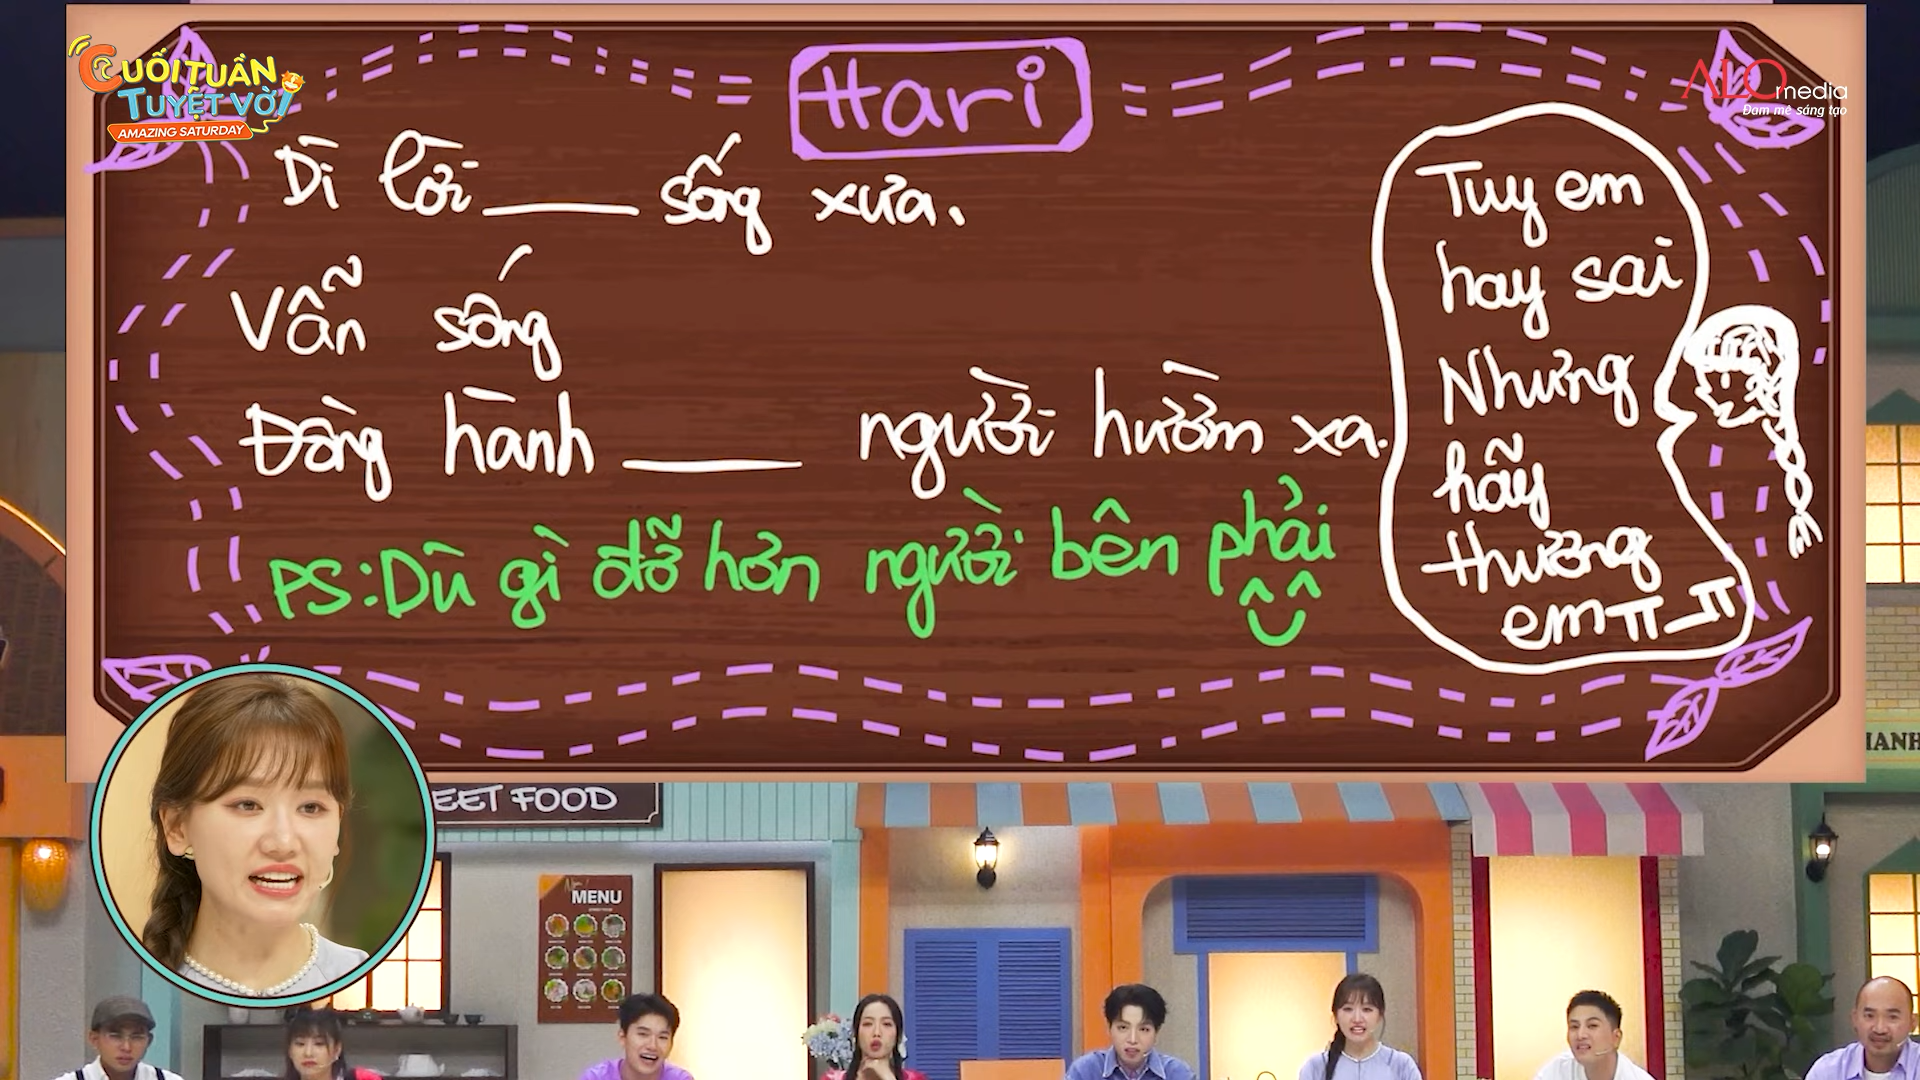 CUỐI TUẦN
TUYỆT VỜI
AMAZING SATURDAY
Hari
ALO media
Đam mê sáng tạo
Dì lời ___ sống xưa.
Vẫn sống
Đồng hành ___ người hườm xa.
PS: Dù gì đỡ hơn người bên phải
Tuy em
hay sai
Nhưng
hãy
thương
em π_π
EET FOOD
MENU
HANH